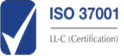 ISO 37001
LL-C (Certification)